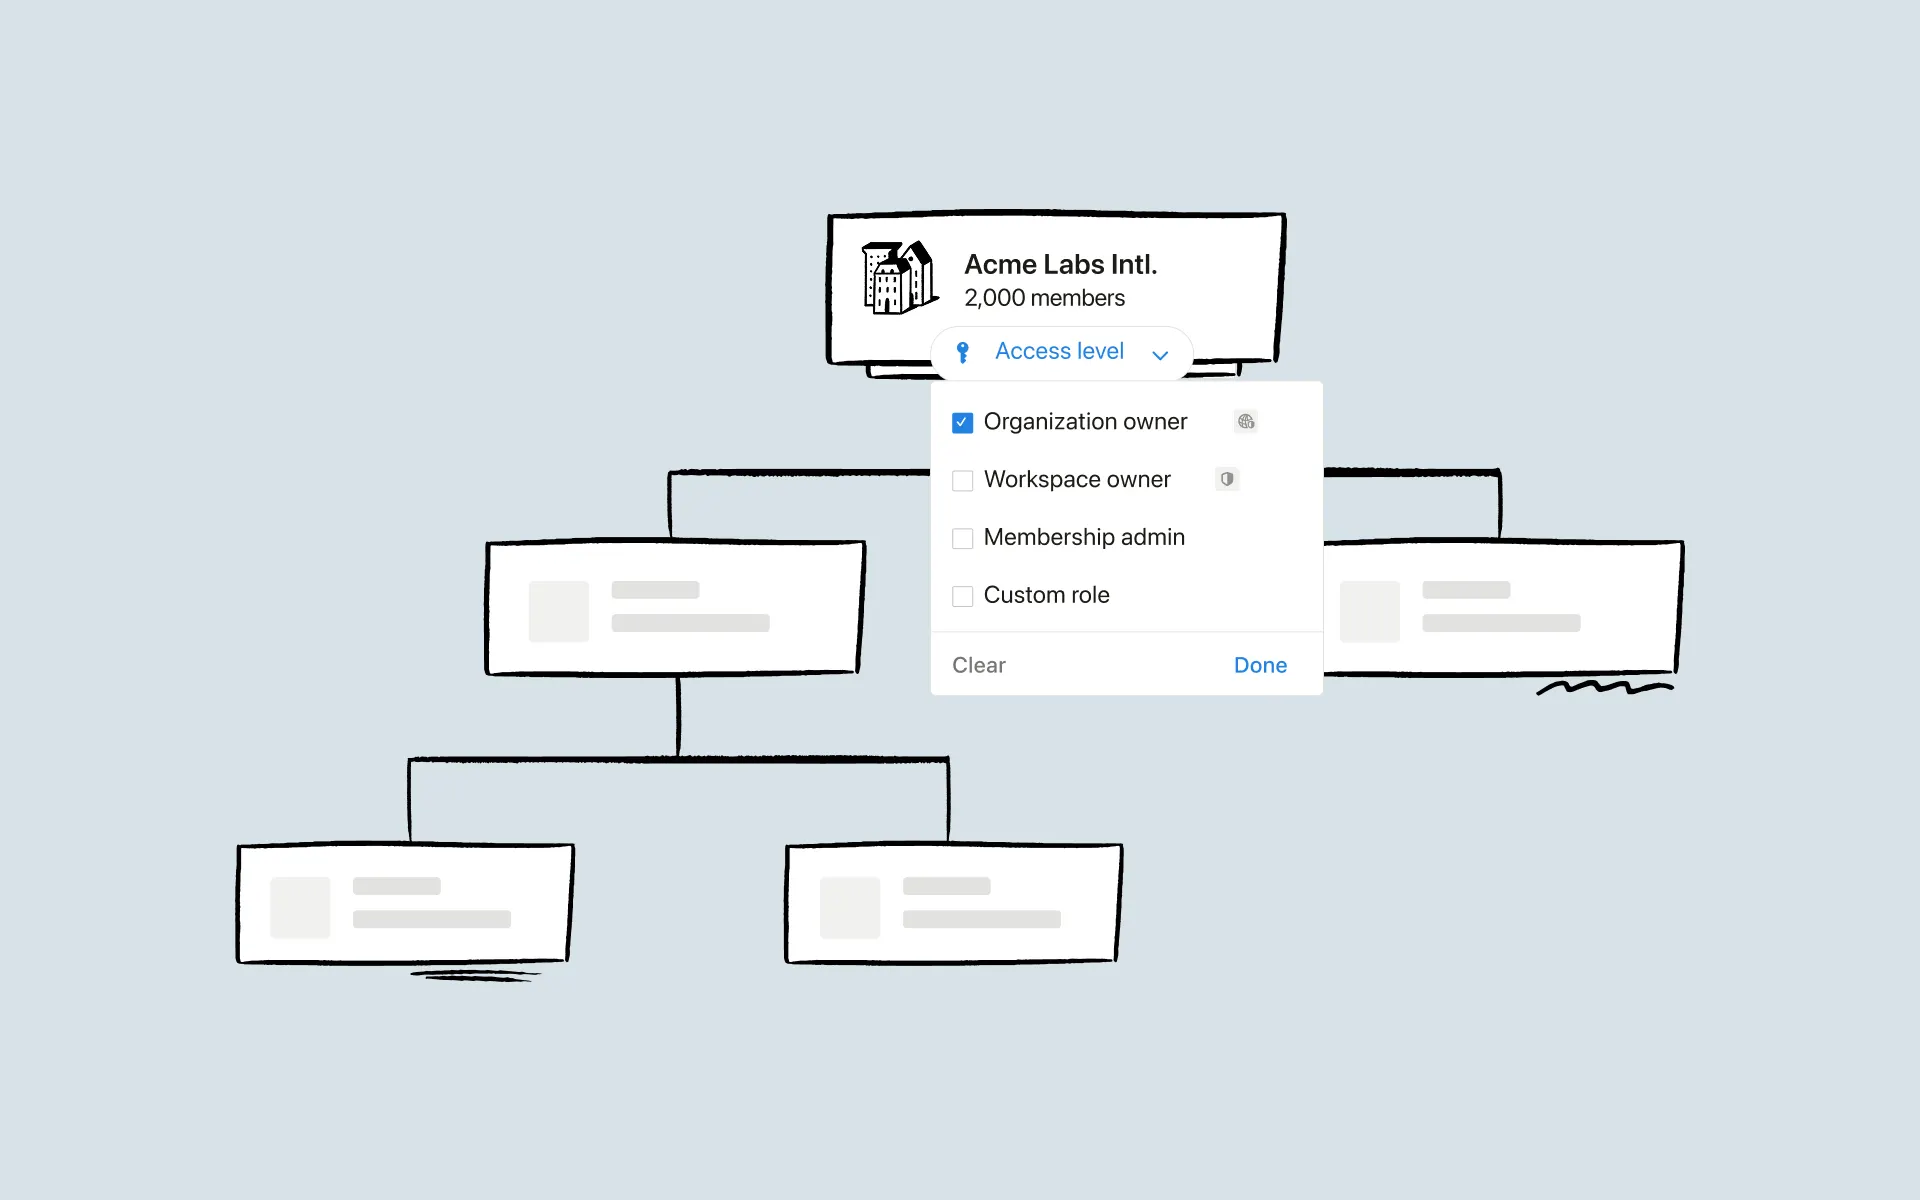 Acme Labs Intl.
2,000 members
Access level
Organization owner
Workspace owner
Membership admin
Custom role
Clear
Done